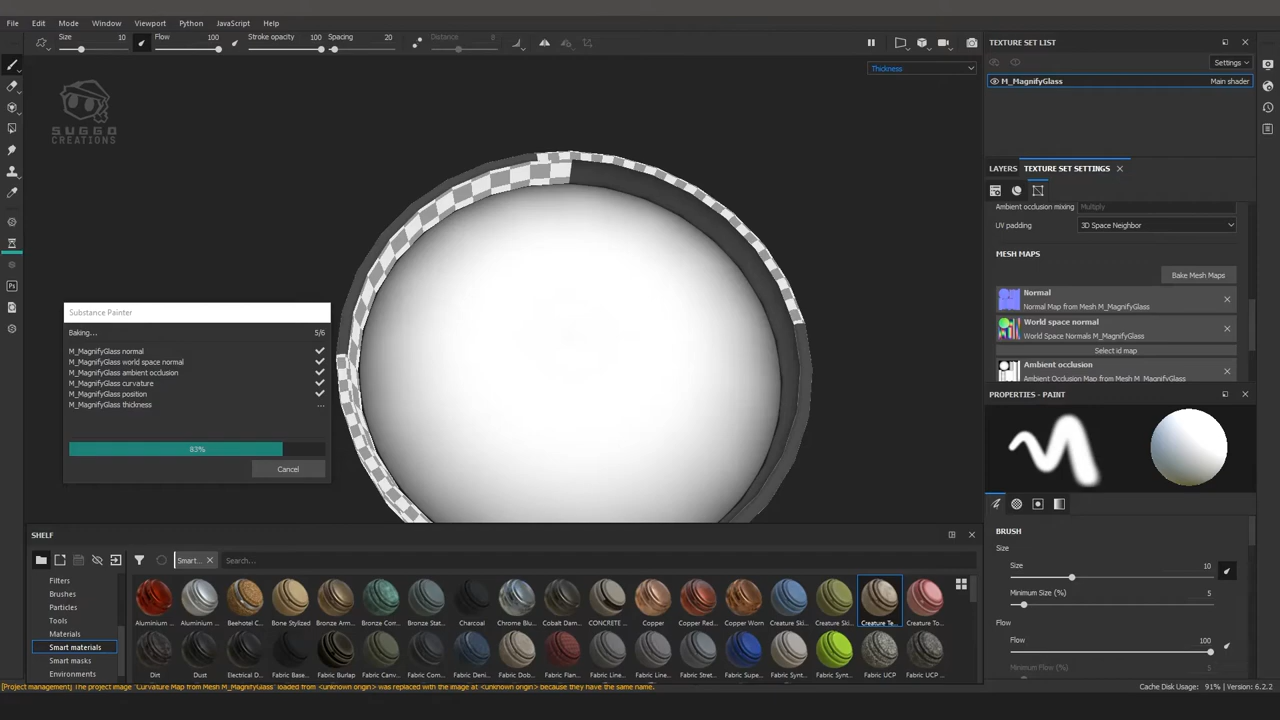 File Edit Mode Window Viewport Python JavaScript Help
Size 10 Flow 100 Stroke opacity 100 Spacing 20 Distance 8
Thickness
SUGGO
CREATIONS
TEXTURE SET LIST
Settings
M_MagnifyGlass Main shader
LAYERS TEXTURE SET SETTINGS
Ambient occlusion mixing Multiply
UV padding 3D Space Neighbor
MESH MAPS
Bake Mesh Maps
Normal
Normal Map from Mesh M_MagnifyGlass
World space normal
World Space Normals M_MagnifyGlass
Select id map
Ambient occlusion
Ambient Occlusion Map from Mesh M_MagnifyGlass
Substance Painter
Baking... 5/6
M_MagnifyGlass normal
M_MagnifyGlass world space normal
M_MagnifyGlass ambient occlusion
M_MagnifyGlass curvature
M_MagnifyGlass position
M_MagnifyGlass thickness ...
83%
Cancel
PROPERTIES - PAINT
BRUSH
Size
Size 10
Minimum Size (%) 5
Flow
Flow 100
Minimum Flow (%) 5
SHELF
Smart... Search...
Filters
Brushes
Particles
Tools
Materials
Smart materials
Smart masks
Environments
Aluminium ... Aluminium ... Beehotel C... Bone Stylized Bronze Arm... Bronze Cor... Bronze Stat... Charcoal Chrome Blu... Cobalt Dam... CONCRETE ... Copper Copper Red... Copper Worn Creature Ski... Creature Ski... Creature Te... Creature To...
Dirt Dust Electrical D... Fabric Base... Fabric Burlap Fabric Canv... Fabric Com... Fabric Deni... Fabric Dob... Fabric Flan... Fabric Line... Fabric Line... Fabric Supe... Fabric Synt... Fabric Synt... Fabric UCP Fabric UCP ...
[Project management] The project image "Curvature Map from Mesh M_MagnifyGlass" loaded from <unknown origin> was replaced with the image at <unknown origin> because they have the same name.
Cache Disk Usage: 91% | Version: 6.2.2